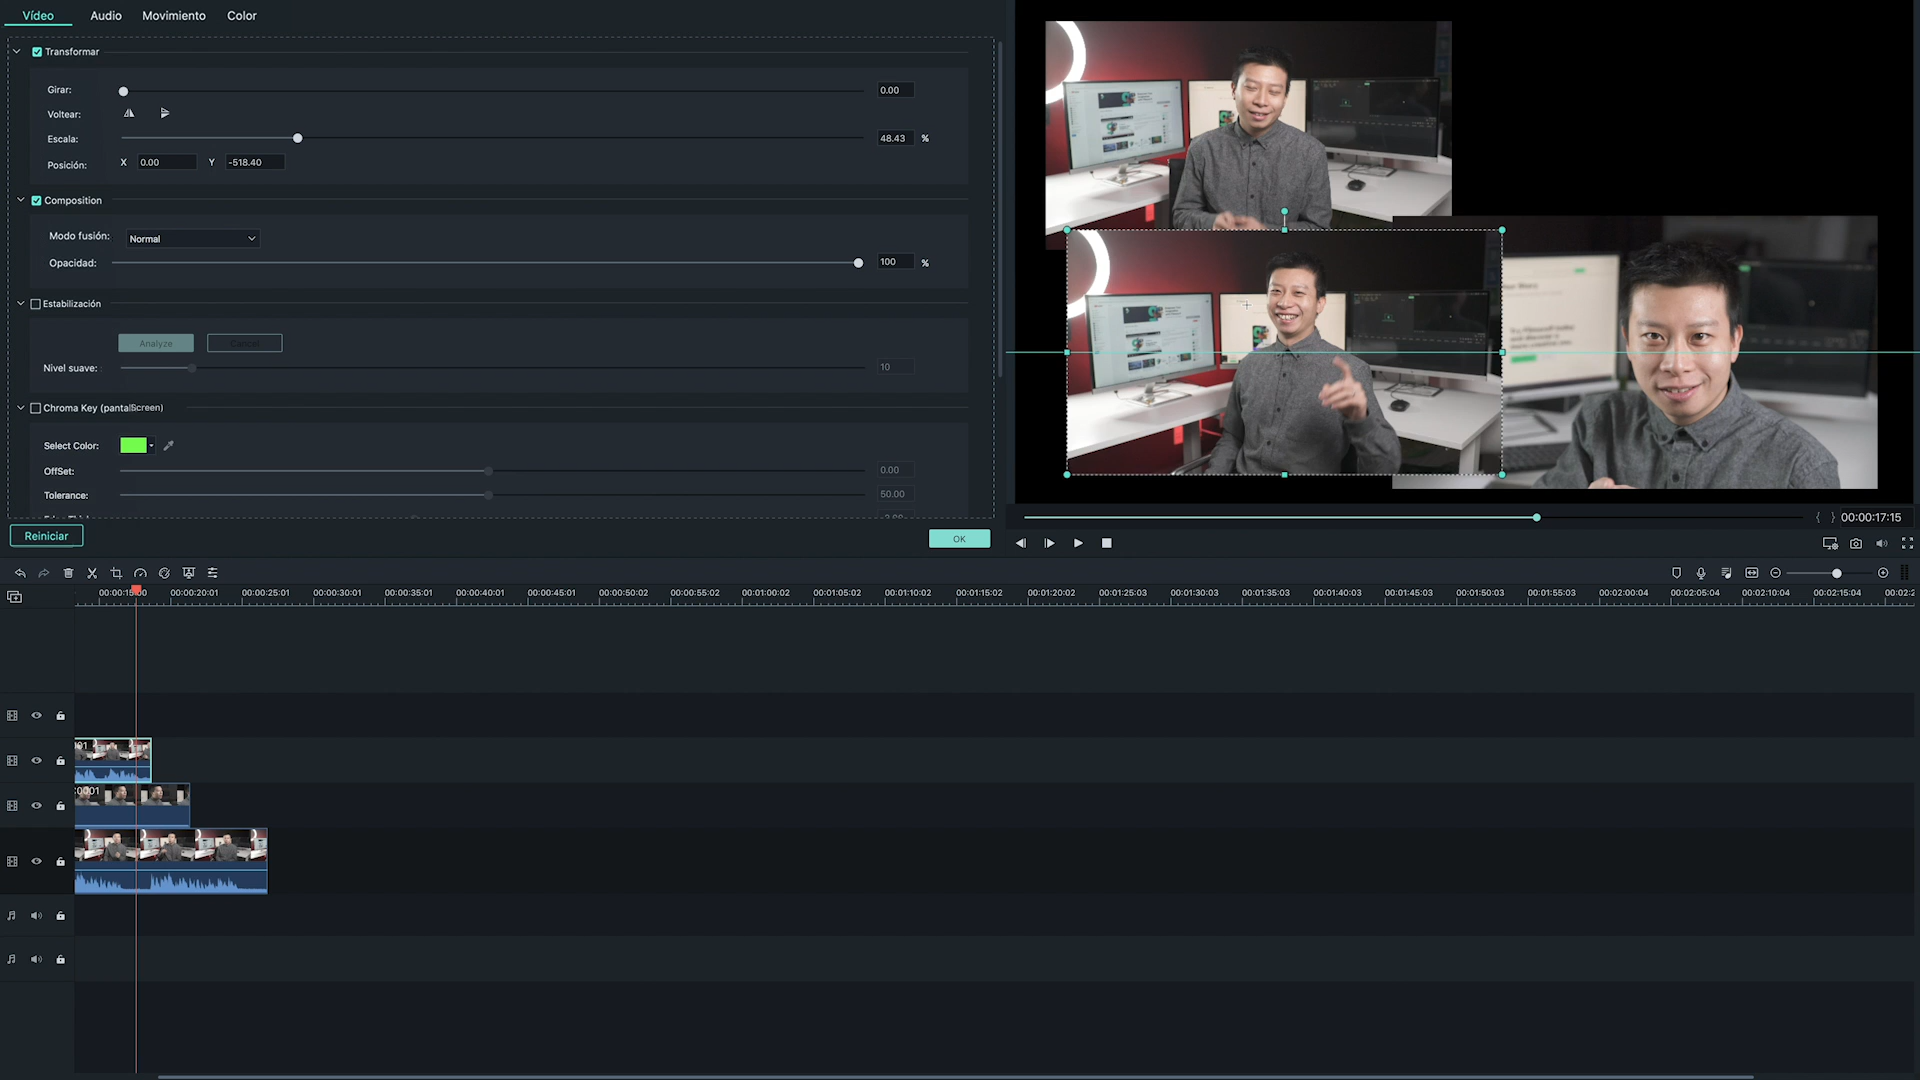 Vídeo Audio Movimiento Color
Transformar
Girar: 0.00
Voltear:
Escala: 48.43 %
Posición: X 0.00 Y -518.40
Composition
Modo fusión: Normal
Opacidad: 100 %
Estabilización
Analyze Cancel
Nivel suave: 10
Chroma Key (pantalScreen)
Select Color:
OffSet: 0.00
Tolerance: 50.00
Reiniciar OK
{ } 00:00:17:15
00:00:15:00 00:00:20:01 00:00:25:01 00:00:30:01 00:00:35:01 00:00:40:01 00:00:45:01 00:00:50:02 00:00:55:02 00:01:00:02 00:01:05:02 00:01:10:02 00:01:15:02 00:01:20:02 00:01:25:03 00:01:30:03 00:01:35:03 00:01:40:03 00:01:45:03 00:01:50:03 00:01:55:03 00:02:00:04 00:02:05:04 00:02:10:04 00:02:15:04 00:02:2
001
C0001